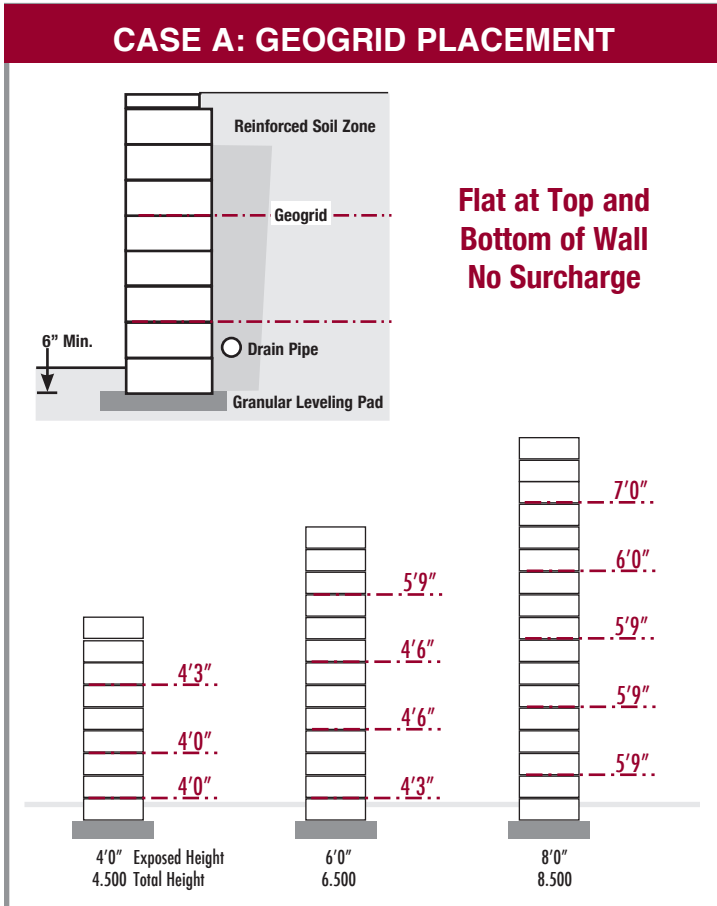 CASE A: GEOGRID PLACEMENT
Reinforced Soil Zone
Geogrid
6” Min.
Drain Pipe
Granular Leveling Pad
Flat at Top and
Bottom of Wall
No Surcharge
4’3”
4’0”
4’0”
5’9”
4’6”
4’6”
4’3”
7’0”
6’0”
5’9”
5’9”
5’9”
4’0” Exposed Height
4.500 Total Height
6’0”
6.500
8’0”
8.500